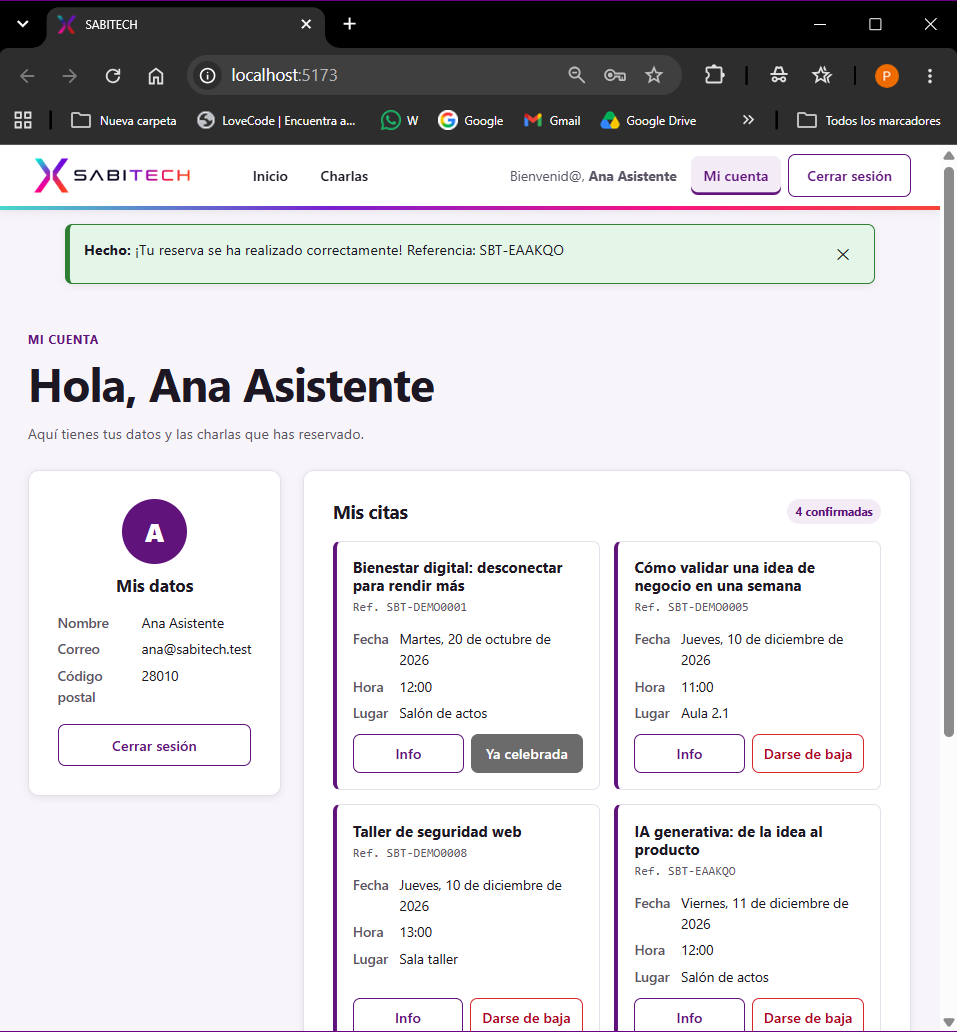 SABITECH
localhost:5173
P
Nueva carpeta
LoveCode | Encuentra a...
W
Google
Gmail
Google Drive
Todos los marcadores
SABITECH
Inicio
Charlas
Bienvenid@, Ana Asistente
Mi cuenta
Cerrar sesión
Hecho: ¡Tu reserva se ha realizado correctamente! Referencia: SBT-EAAKQO
MI CUENTA
Hola, Ana Asistente
Aquí tienes tus datos y las charlas que has reservado.
A
Mis datos
Nombre Ana Asistente
Correo ana@sabitech.test
Código 28010
postal
Cerrar sesión
Mis citas
4 confirmadas
Bienestar digital: desconectar
para rendir más
Ref. SBT-DEMO0001
Fecha Martes, 20 de octubre de
2026
Hora 12:00
Lugar Salón de actos
Info
Ya celebrada
Cómo validar una idea de
negocio en una semana
Ref. SBT-DEMO0005
Fecha Jueves, 10 de diciembre de
2026
Hora 11:00
Lugar Aula 2.1
Info
Darse de baja
Taller de seguridad web
Ref. SBT-DEMO0008
Fecha Jueves, 10 de diciembre de
2026
Hora 13:00
Lugar Sala taller
Info
Darse de baja
IA generativa: de la idea al
producto
Ref. SBT-EAAKQO
Fecha Viernes, 11 de diciembre de
2026
Hora 12:00
Lugar Salón de actos
Info
Darse de baja